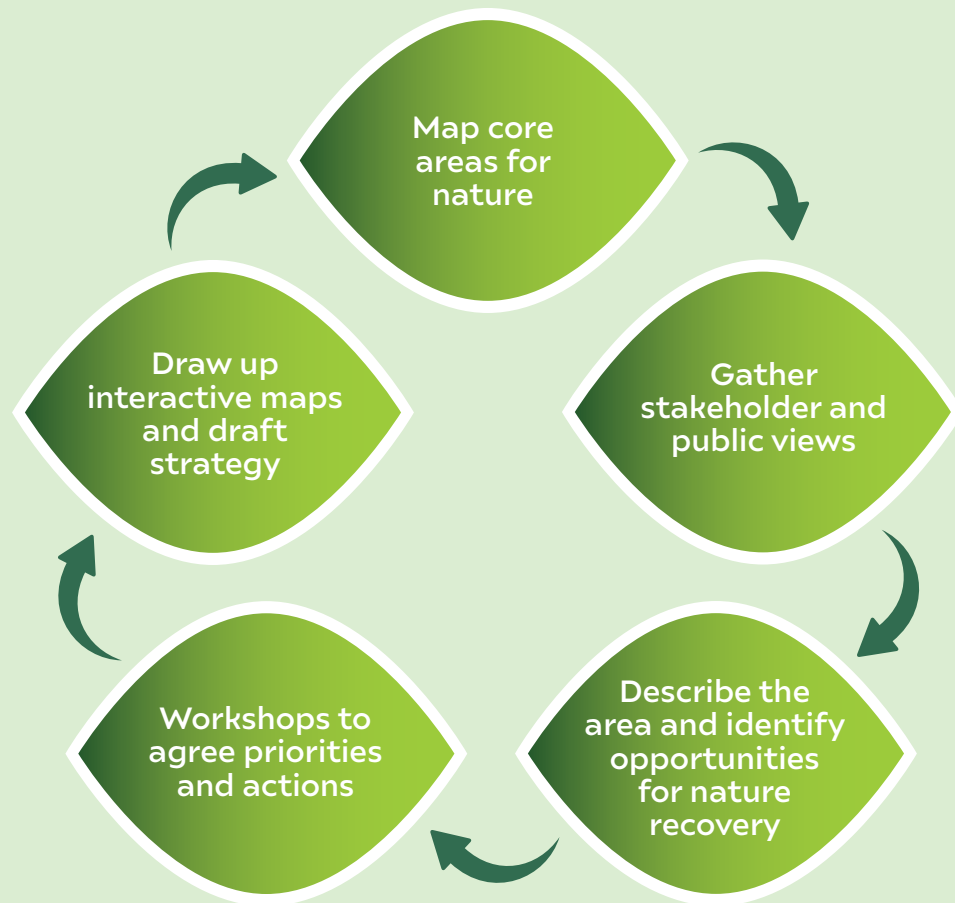 Map core
areas for
nature
Gather
stakeholder and
public views
Describe the
area and identify
opportunities
for nature
recovery
Workshops to
agree priorities
and actions
Draw up
interactive maps
and draft
strategy